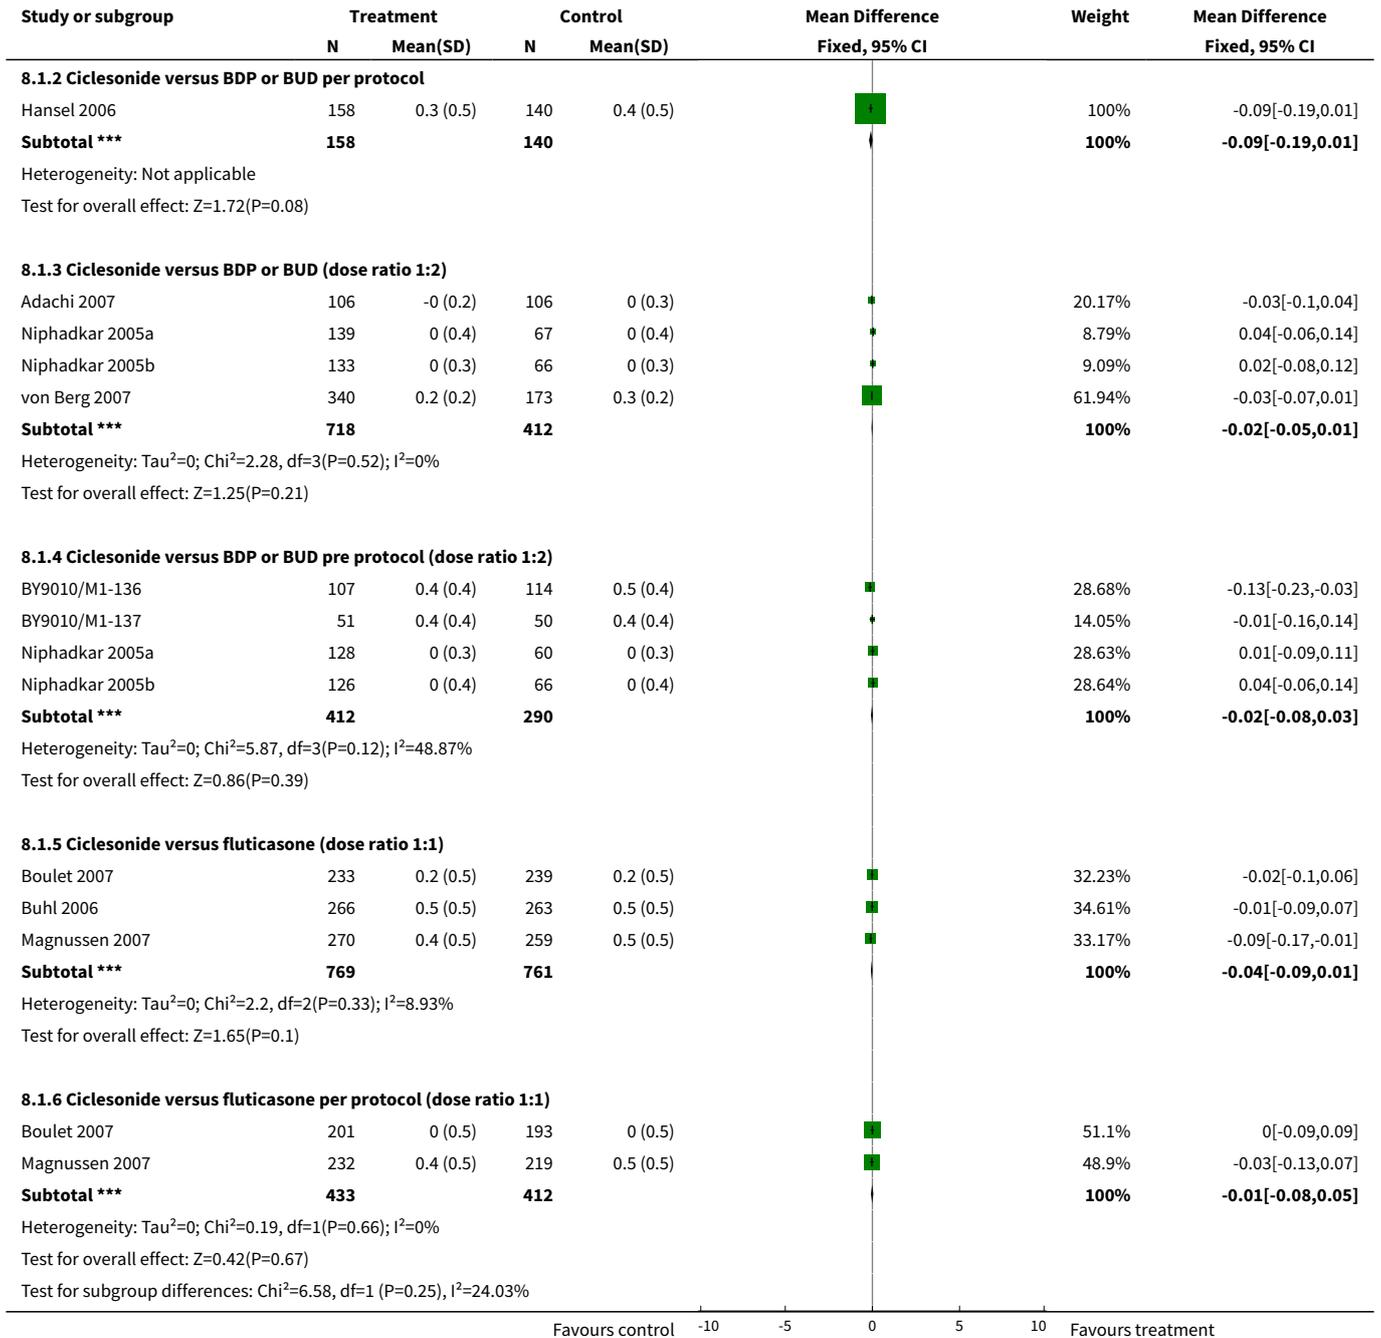 Study or subgroup Treatment Control Mean Difference Weight Mean Difference
N Mean(SD) N Mean(SD) Fixed, 95% CI Fixed, 95% CI
8.1.2 Ciclesonide versus BDP or BUD per protocol
Hansel 2006 158 0.3 (0.5) 140 0.4 (0.5) 100% -0.09[-0.19,0.01]
Subtotal *** 158 140 100% -0.09[-0.19,0.01]
Heterogeneity: Not applicable
Test for overall effect: Z=1.72(P=0.08)
8.1.3 Ciclesonide versus BDP or BUD (dose ratio 1:2)
Adachi 2007 106 -0 (0.2) 106 0 (0.3) 20.17% -0.03[-0.1,0.04]
Niphadkar 2005a 139 0 (0.4) 67 0 (0.4) 8.79% 0.04[-0.06,0.14]
Niphadkar 2005b 133 0 (0.3) 66 0 (0.3) 9.09% 0.02[-0.08,0.12]
von Berg 2007 340 0.2 (0.2) 173 0.3 (0.2) 61.94% -0.03[-0.07,0.01]
Subtotal *** 718 412 100% -0.02[-0.05,0.01]
Heterogeneity: Tau²=0; Chi²=2.28, df=3(P=0.52); I²=0%
Test for overall effect: Z=1.25(P=0.21)
8.1.4 Ciclesonide versus BDP or BUD pre protocol (dose ratio 1:2)
BY9010/M1-136 107 0.4 (0.4) 114 0.5 (0.4) 28.68% -0.13[-0.23,-0.03]
BY9010/M1-137 51 0.4 (0.4) 50 0.4 (0.4) 14.05% -0.01[-0.16,0.14]
Niphadkar 2005a 128 0 (0.3) 60 0 (0.3) 28.63% 0.01[-0.09,0.11]
Niphadkar 2005b 126 0 (0.4) 66 0 (0.4) 28.64% 0.04[-0.06,0.14]
Subtotal *** 412 290 100% -0.02[-0.08,0.03]
Heterogeneity: Tau²=0; Chi²=5.87, df=3(P=0.12); I²=48.87%
Test for overall effect: Z=0.86(P=0.39)
8.1.5 Ciclesonide versus fluticasone (dose ratio 1:1)
Boulet 2007 233 0.2 (0.5) 239 0.2 (0.5) 32.23% -0.02[-0.1,0.06]
Buhl 2006 266 0.5 (0.5) 263 0.5 (0.5) 34.61% -0.01[-0.09,0.07]
Magnussen 2007 270 0.4 (0.5) 259 0.5 (0.5) 33.17% -0.09[-0.17,-0.01]
Subtotal *** 769 761 100% -0.04[-0.09,0.01]
Heterogeneity: Tau²=0; Chi²=2.2, df=2(P=0.33); I²=8.93%
Test for overall effect: Z=1.65(P=0.1)
8.1.6 Ciclesonide versus fluticasone per protocol (dose ratio 1:1)
Boulet 2007 201 0 (0.5) 193 0 (0.5) 51.1% 0[-0.09,0.09]
Magnussen 2007 232 0.4 (0.5) 219 0.5 (0.5) 48.9% -0.03[-0.13,0.07]
Subtotal *** 433 412 100% -0.01[-0.08,0.05]
Heterogeneity: Tau²=0; Chi²=0.19, df=1(P=0.66); I²=0%
Test for overall effect: Z=0.42(P=0.67)
Test for subgroup differences: Chi²=6.58, df=1 (P=0.25), I²=24.03%
Favours control -10 -5 0 5 10 Favours treatment